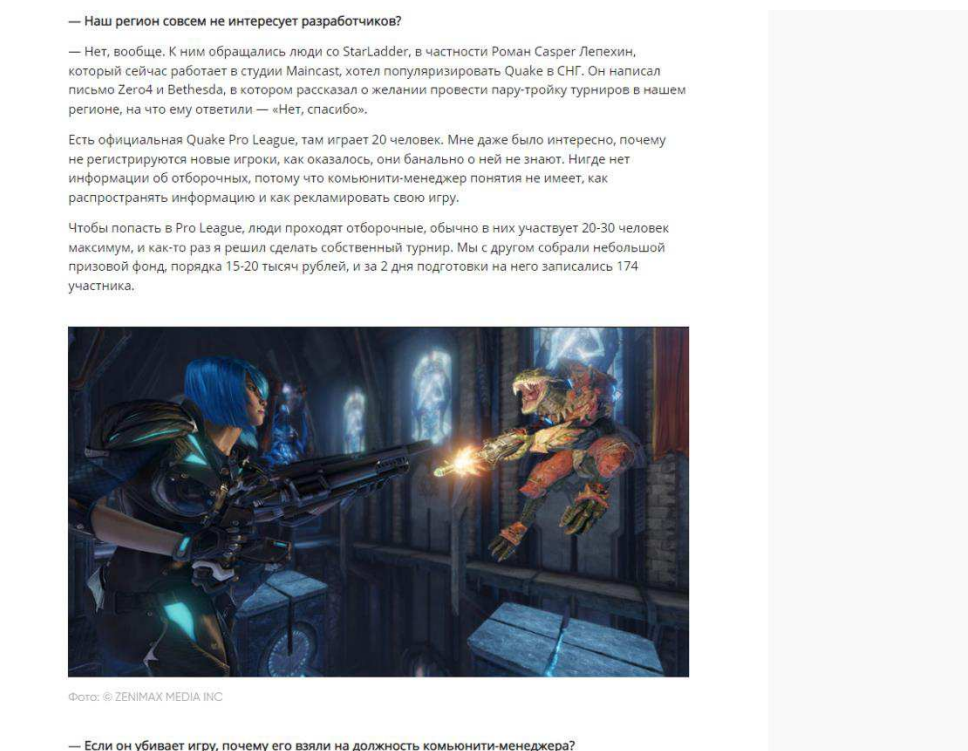 — Наш регион совсем не интересует разработчиков?
— Нет, вообще. К ним обращались люди со StarLadder, в частности Роман Casper Лепехин,
который сейчас работает в студии Maincast, хотел популяризировать Quake в СНГ. Он написал
письмо Zero4 и Bethesda, в котором рассказал о желании провести пару-тройку турниров в нашем
регионе, на что ему ответили — «Нет, спасибо».
Есть официальная Quake Pro League, там играет 20 человек. Мне даже было интересно, почему
не регистрируются новые игроки, как оказалось, они банально о ней не знают. Нигде нет
информации об отборочных, потому что комьюнити-менеджер понятия не имеет, как
распространять информацию и как рекламировать свою игру.
Чтобы попасть в Pro League, люди проходят отборочные, обычно в них участвует 20-30 человек
максимум, и как-то раз я решил сделать собственный турнир. Мы с другом собрали небольшой
призовой фонд, порядка 15-20 тысяч рублей, и за 2 дня подготовки на него записались 174
участника.
Фото: © ZENIMAX MEDIA INC
— Если он убивает игру, почему его взяли на должность комьюнити-менеджера?